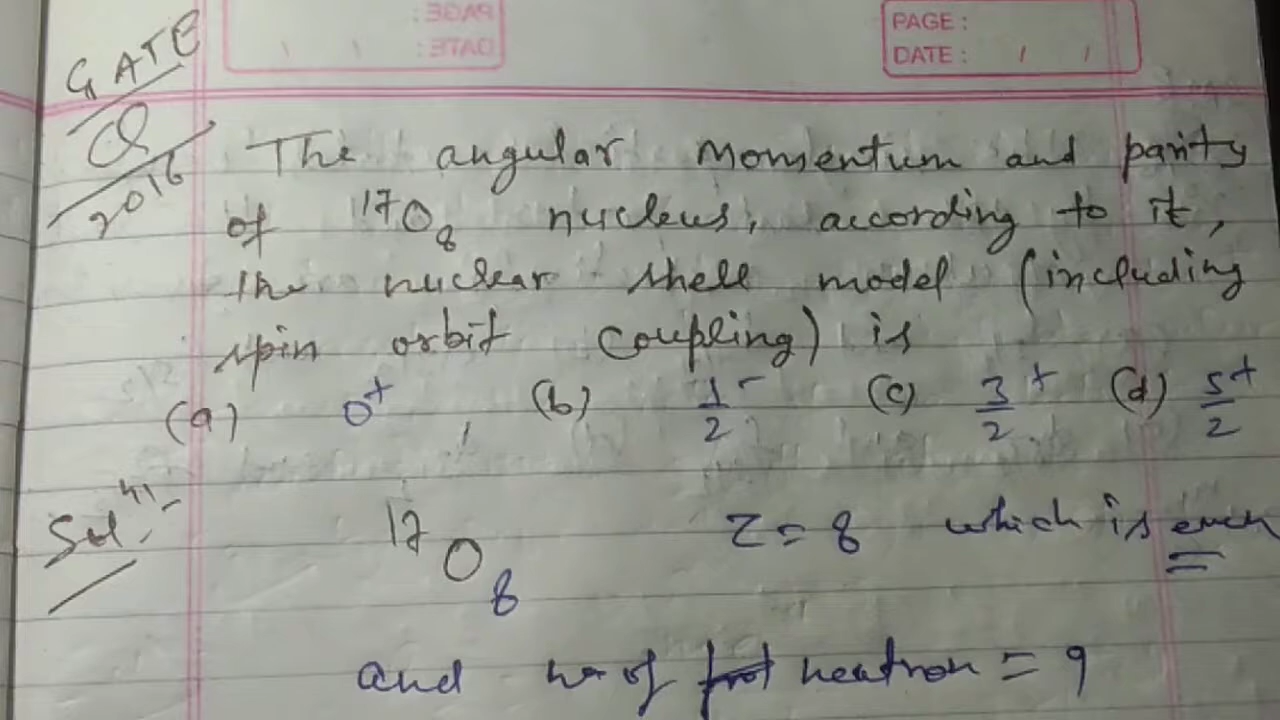 PAGE :
DATE : / /
GATE
Q
2016
The angular momentum and parity
of ¹⁷O₈ nucleus, according to it,
the nuclear shell model (including
spin orbit coupling) is
(a) 0⁺, (b) 1/2⁻ (c) 3/2⁺ (d) 5/2⁺
Solⁿ:-
¹⁷O₈ Z = 8 which is even
and no of neutron = 9